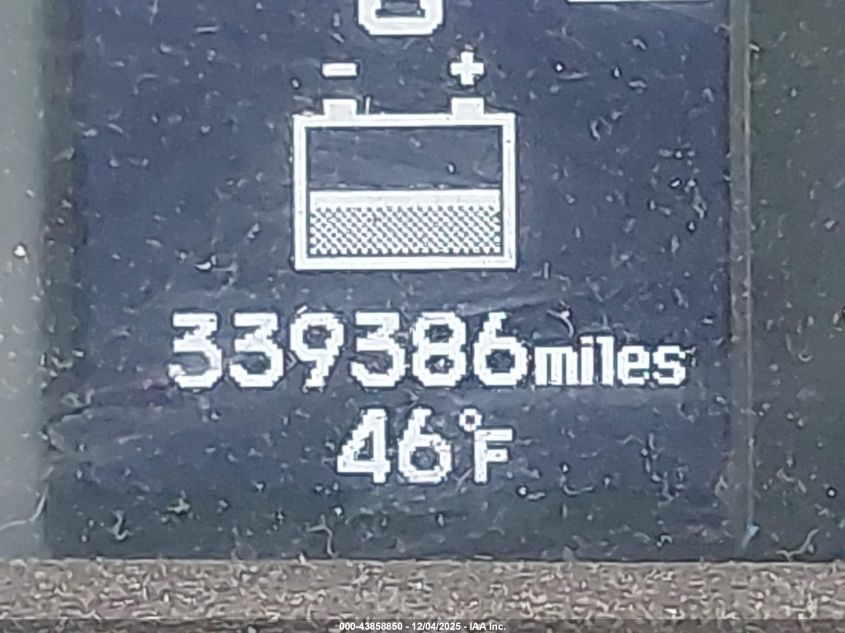 - +
339386miles
46°F
000-43858850 - 12/04/2025 - IAA Inc.